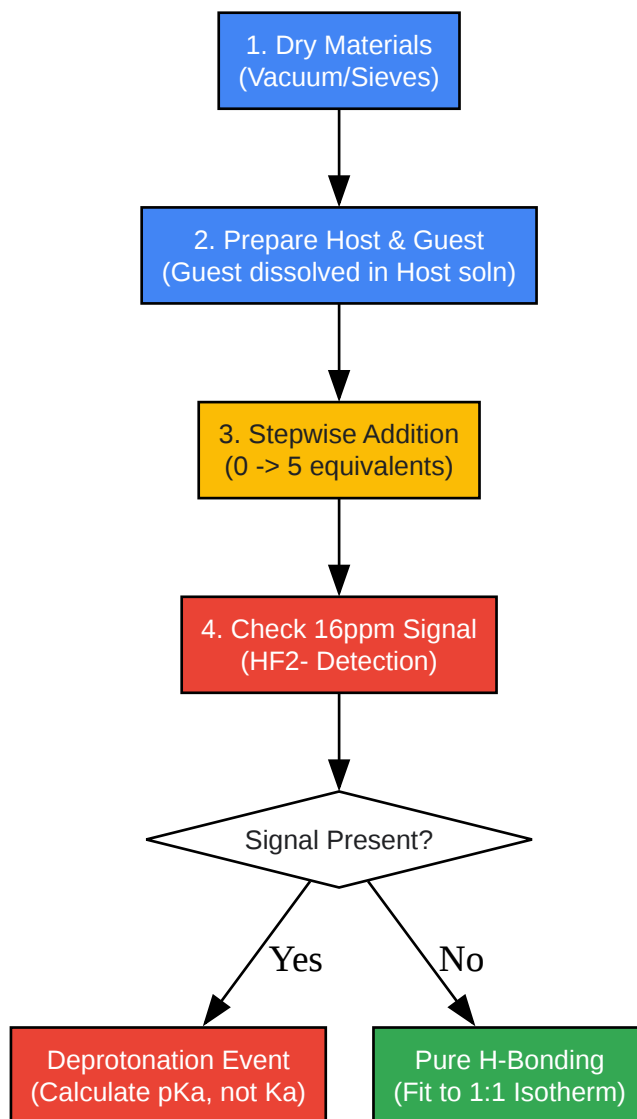 1. Dry Materials
(Vacuum/Sieves)
2. Prepare Host & Guest
(Guest dissolved in Host soln)
3. Stepwise Addition
(0 -> 5 equivalents)
4. Check 16ppm Signal
(HF2- Detection)
Signal Present?
Yes
No
Deprotonation Event
(Calculate pKa, not Ka)
Pure H-Bonding
(Fit to 1:1 Isotherm)